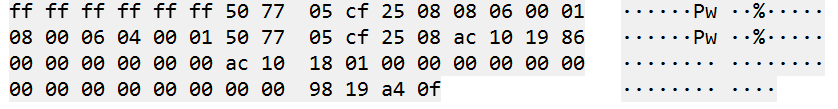 ff ff ff ff ff ff 50 77 05 cf 25 08 08 06 00 01 ······Pw ··%·····
08 00 06 04 00 01 50 77 05 cf 25 08 ac 10 19 86 ······Pw ··%·····
00 00 00 00 00 00 ac 10 18 01 00 00 00 00 00 00 ········ ········
00 00 00 00 00 00 00 00 98 19 a4 0f ········ ····